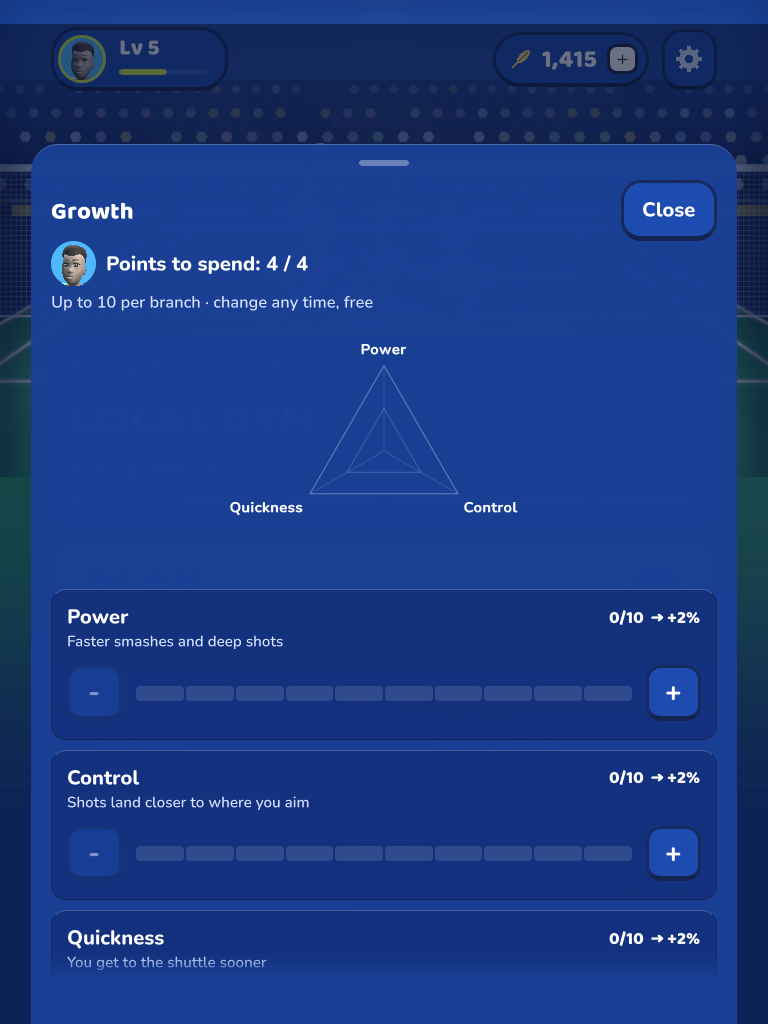 Lv 5
1,415
+
Growth
Close
Points to spend: 4 / 4
Up to 10 per branch · change any time, free
Power
Quickness
Control
Power
0/10 → +2%
Faster smashes and deep shots
-
+
Control
0/10 → +2%
Shots land closer to where you aim
-
+
Quickness
0/10 → +2%
You get to the shuttle sooner